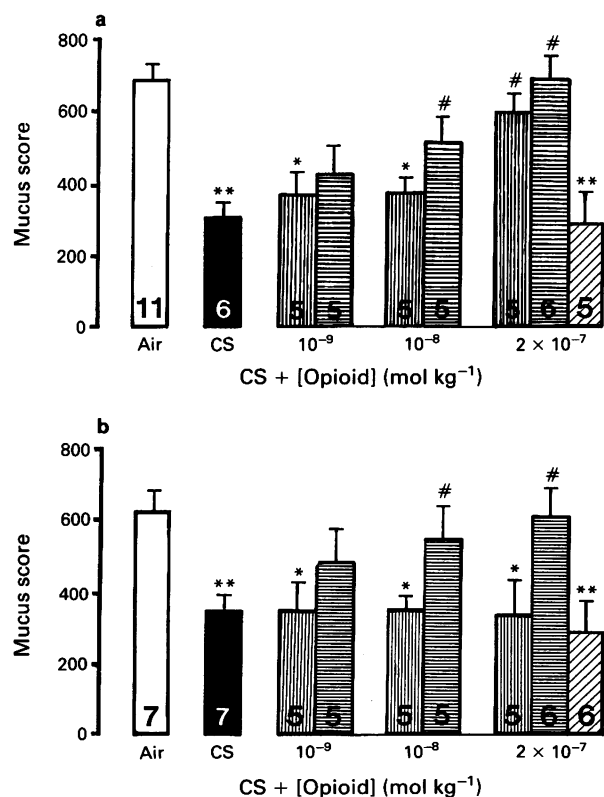 a
800
600
400
200
0
Mucus score
** * * # # # **
11 6 5 5 5 5 5 6 5
Air CS 10⁻⁹ 10⁻⁸ 2 × 10⁻⁷
CS + [Opioid] (mol kg⁻¹)
b
800
600
400
200
0
Mucus score
** * * # * # **
7 7 5 5 5 5 5 6 6
Air CS 10⁻⁹ 10⁻⁸ 2 × 10⁻⁷
CS + [Opioid] (mol kg⁻¹)